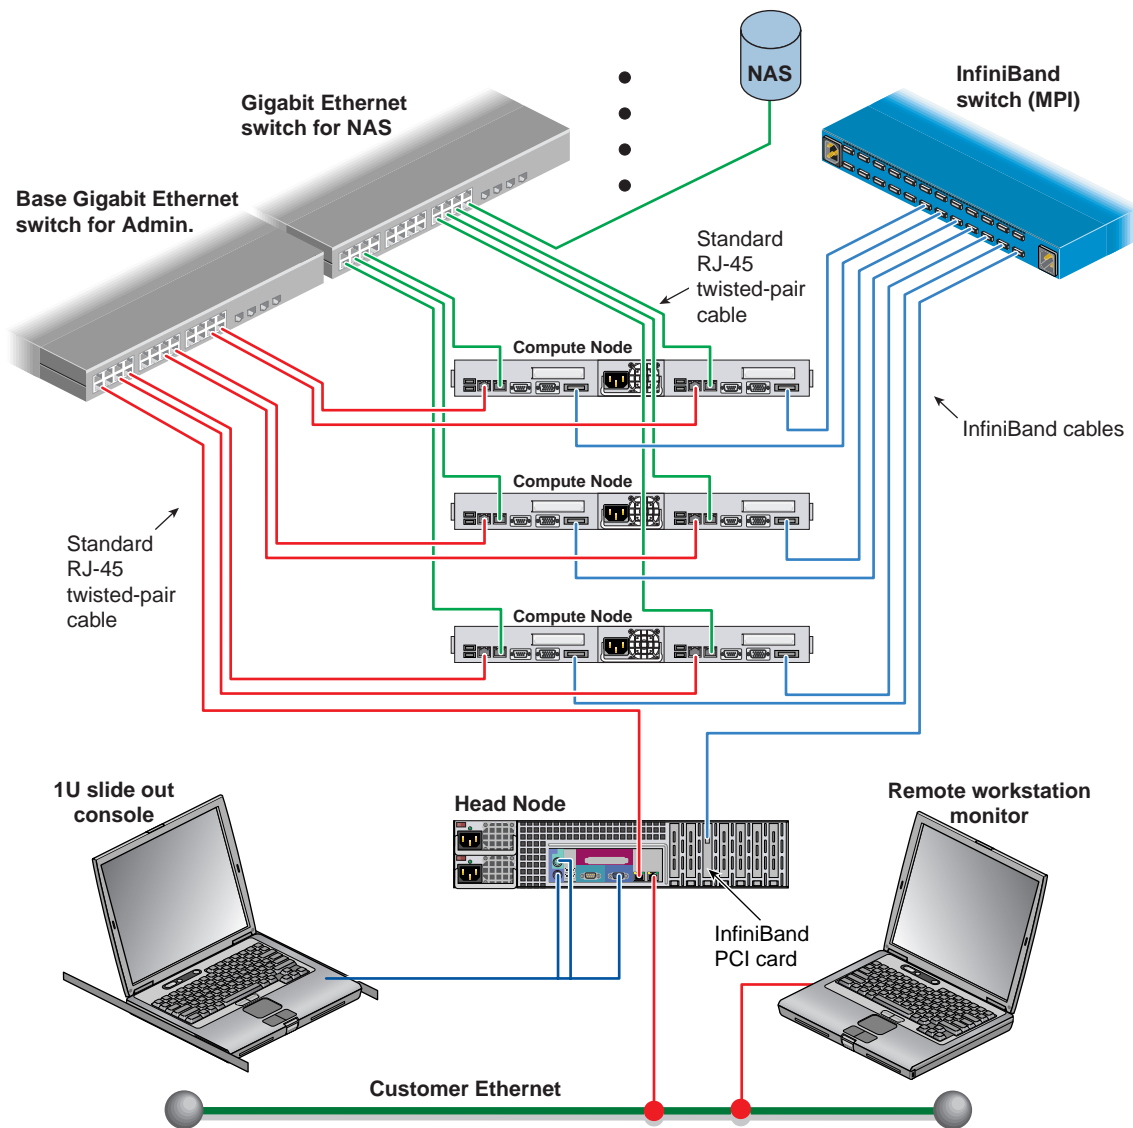 NAS
InfiniBand
switch (MPI)
Gigabit Ethernet
switch for NAS
Base Gigabit Ethernet
switch for Admin.
Standard
RJ-45
twisted-pair
cable
Compute Node
InfiniBand cables
Compute Node
Standard
RJ-45
twisted-pair
cable
Compute Node
1U slide out
console
Head Node
Remote workstation
monitor
InfiniBand
PCI card
Customer Ethernet